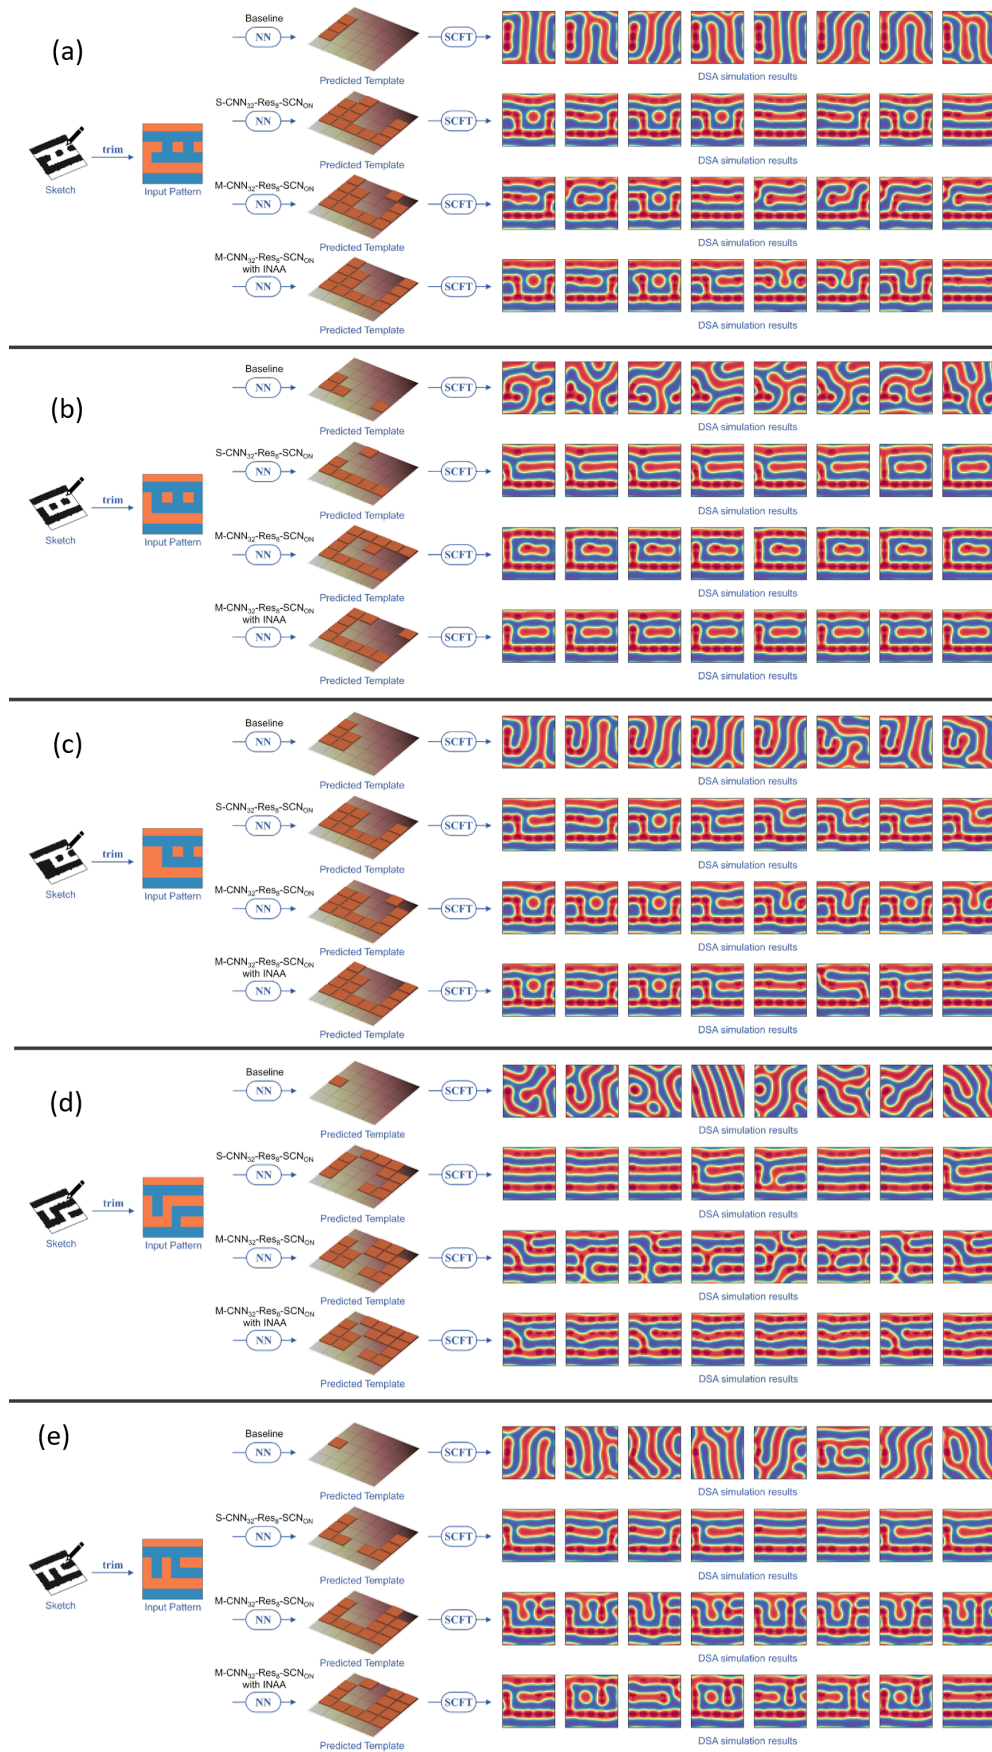 (a)
Sketch
trim
Input Pattern
Baseline
NN
Predicted Template
SCFT
DSA simulation results
S-CNN32-Res8-SCNON
NN
Predicted Template
SCFT
DSA simulation results
M-CNN32-Res8-SCNON
NN
Predicted Template
SCFT
DSA simulation results
M-CNN32-Res8-SCNON
with INAA
NN
Predicted Template
SCFT
DSA simulation results
(b)
Sketch
trim
Input Pattern
Baseline
NN
Predicted Template
SCFT
DSA simulation results
S-CNN32-Res8-SCNON
NN
Predicted Template
SCFT
DSA simulation results
M-CNN32-Res8-SCNON
NN
Predicted Template
SCFT
DSA simulation results
M-CNN32-Res8-SCNON
with INAA
NN
Predicted Template
SCFT
DSA simulation results
(c)
Sketch
trim
Input Pattern
Baseline
NN
Predicted Template
SCFT
DSA simulation results
S-CNN32-Res8-SCNON
NN
Predicted Template
SCFT
DSA simulation results
M-CNN32-Res8-SCNON
NN
Predicted Template
SCFT
DSA simulation results
M-CNN32-Res8-SCNON
with INAA
NN
Predicted Template
SCFT
DSA simulation results
(d)
Sketch
trim
Input Pattern
Baseline
NN
Predicted Template
SCFT
DSA simulation results
S-CNN32-Res8-SCNON
NN
Predicted Template
SCFT
DSA simulation results
M-CNN32-Res8-SCNON
NN
Predicted Template
SCFT
DSA simulation results
M-CNN32-Res8-SCNON
with INAA
NN
Predicted Template
SCFT
DSA simulation results
(e)
Sketch
trim
Input Pattern
Baseline
NN
Predicted Template
SCFT
DSA simulation results
S-CNN32-Res8-SCNON
NN
Predicted Template
SCFT
DSA simulation results
M-CNN32-Res8-SCNON
NN
Predicted Template
SCFT
DSA simulation results
M-CNN32-Res8-SCNON
with INAA
NN
Predicted Template
SCFT
DSA simulation results